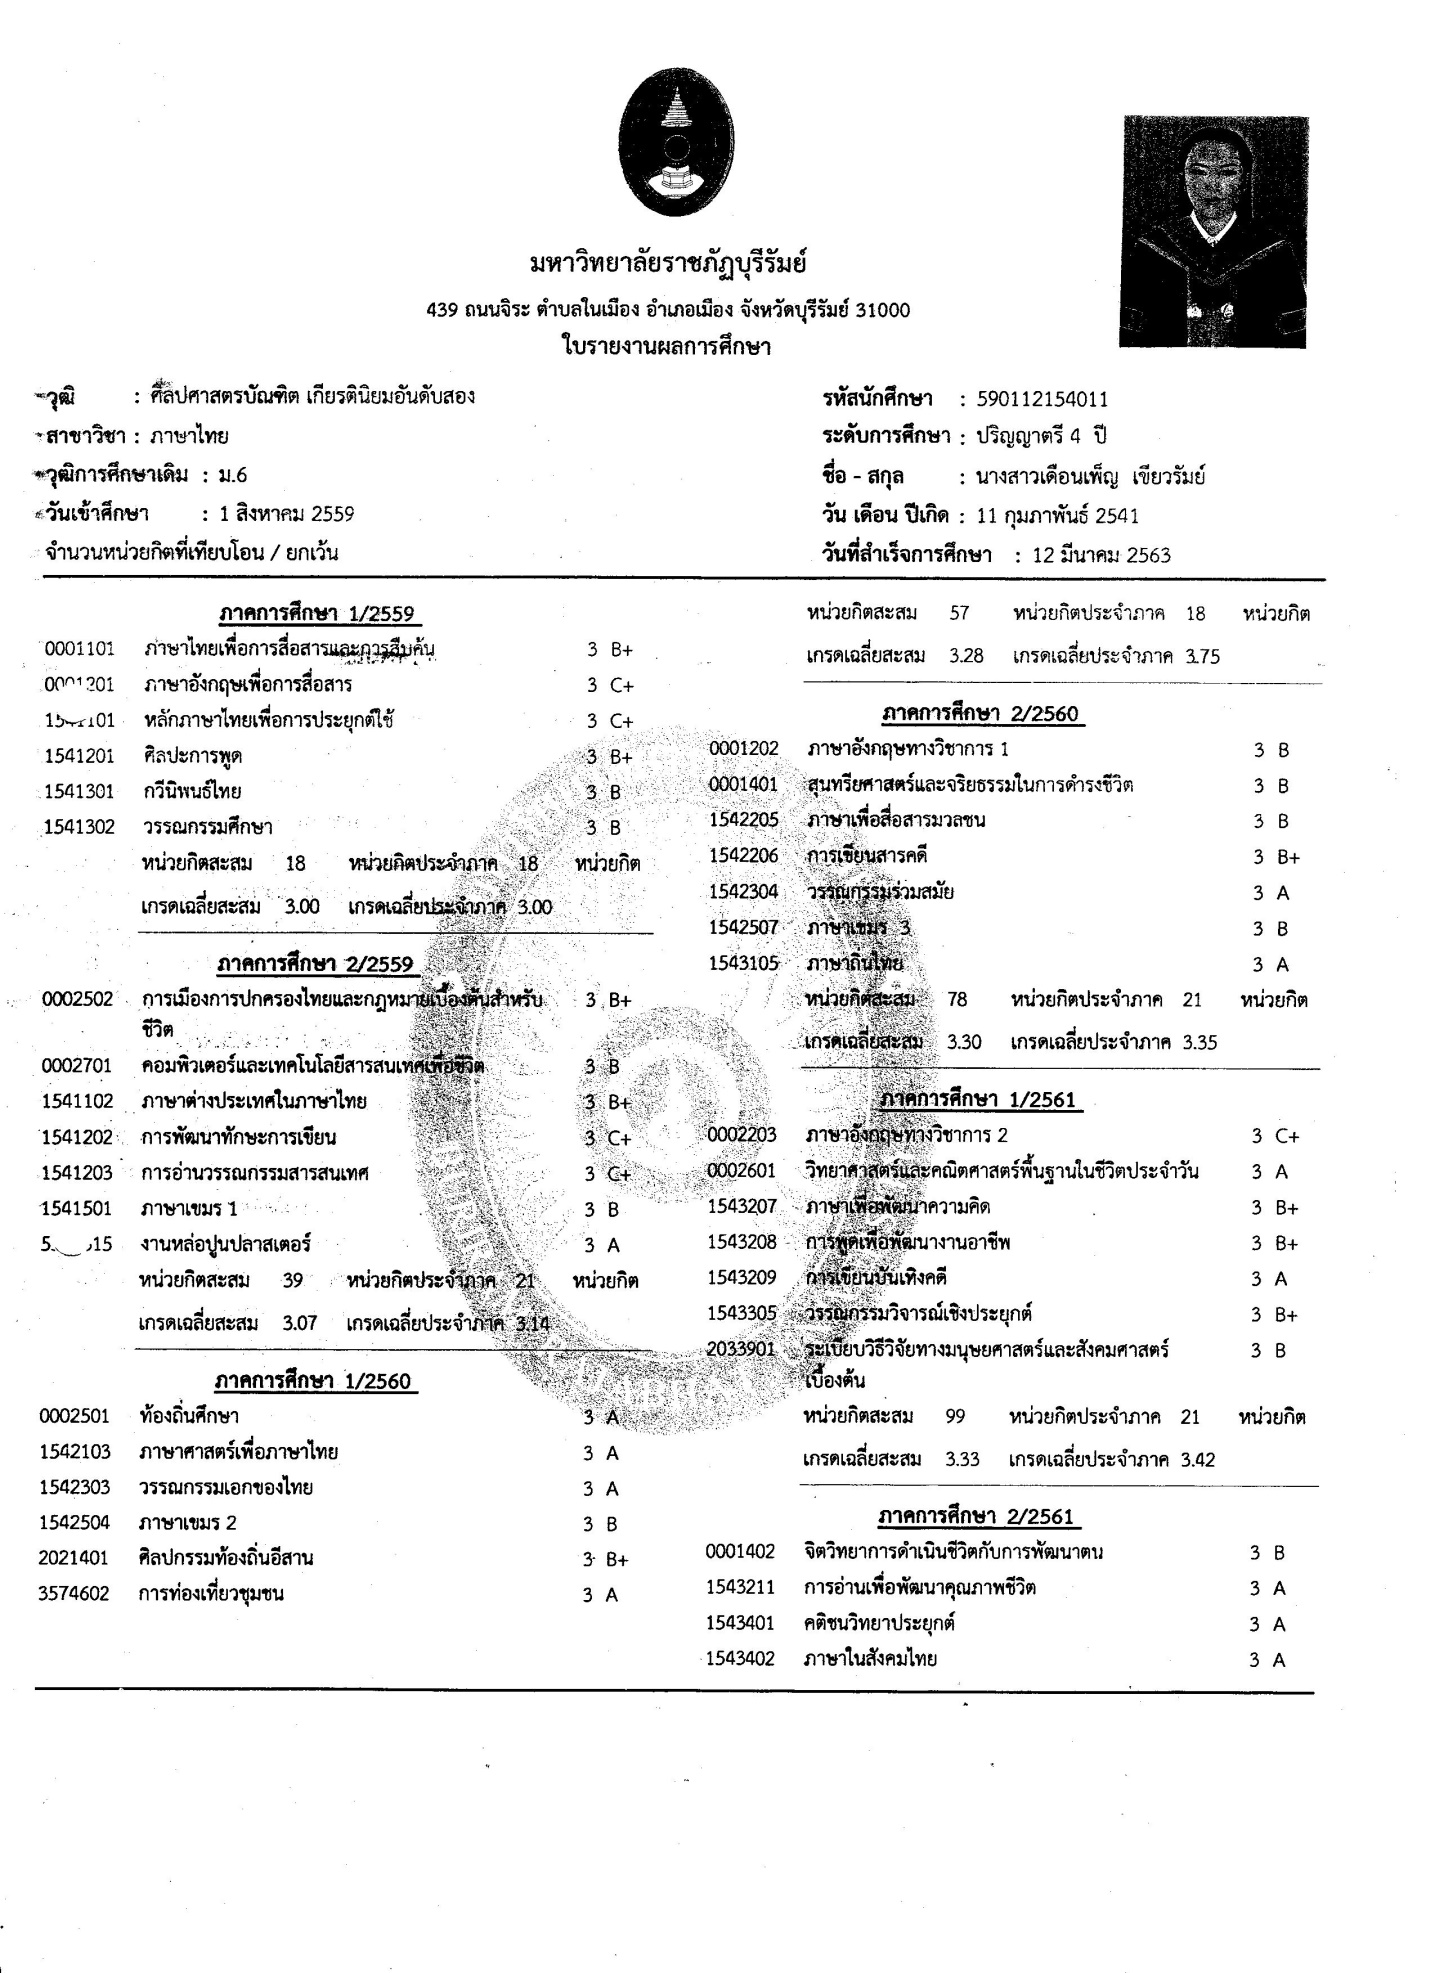 มหาวิทยาลัยราชภัฏบุรีรัมย์
439 ถนนจิระ ตำบลในเมือง อำเภอเมือง จังหวัดบุรีรัมย์ 31000
ใบรายงานผลการศึกษา
วุฒิ : ศิลปศาสตรบัณฑิต เกียรตินิยมอันดับสอง
สาขาวิชา : ภาษาไทย
วุฒิการศึกษาเดิม : ม.6
วันเข้าศึกษา : 1 สิงหาคม 2559
จำนวนหน่วยกิตที่เทียบโอน / ยกเว้น
รหัสนักศึกษา : 590112154011
ระดับการศึกษา : ปริญญาตรี 4 ปี
ชื่อ - สกุล : นางสาวเดือนเพ็ญ เขียวรัมย์
วัน เดือน ปีเกิด : 11 กุมภาพันธ์ 2541
วันที่สำเร็จการศึกษา : 12 มีนาคม 2563
ภาคการศึกษา 1/2559
0001101 ภาษาไทยเพื่อการสื่อสารและการสืบค้น 3 B+
ภาษาอังกฤษเพื่อการสื่อสาร 3 C+
หลักภาษาไทยเพื่อการประยุกต์ใช้ 3 C+
1541201 ศิลปะการพูด 3 B+
1541301 กวีนิพนธ์ไทย 3 B
1541302 วรรณกรรมศึกษา 3 B
หน่วยกิตสะสม 18 หน่วยกิตประจำภาค 18 หน่วยกิต
เกรดเฉลี่ยสะสม 3.00 เกรดเฉลี่ยประจำภาค 3.00
ภาคการศึกษา 2/2559
0002502 การเมืองการปกครองไทยและกฎหมายเบื้องต้นสำหรับ 3 B+
ชีวิต
0002701 คอมพิวเตอร์และเทคโนโลยีสารสนเทศเพื่อชีวิต 3 B
1541102 ภาษาต่างประเทศในภาษาไทย 3 B+
1541202 การพัฒนาทักษะการเขียน 3 C+
1541203 การอ่านวรรณกรรมสารสนเทศ 3 C+
1541501 ภาษาเขมร 1 3 B
งานหล่อปูนปลาสเตอร์ 3 A
หน่วยกิตสะสม 39 หน่วยกิตประจำภาค 21 หน่วยกิต
เกรดเฉลี่ยสะสม 3.07 เกรดเฉลี่ยประจำภาค 3.14
ภาคการศึกษา 1/2560
0002501 ท้องถิ่นศึกษา 3 A
1542103 ภาษาศาสตร์เพื่อภาษาไทย 3 A
1542303 วรรณกรรมเอกของไทย 3 A
1542504 ภาษาเขมร 2 3 B
2021401 ศิลปกรรมท้องถิ่นอีสาน 3 B+
3574602 การท่องเที่ยวชุมชน 3 A
หน่วยกิตสะสม 57 หน่วยกิตประจำภาค 18 หน่วยกิต
เกรดเฉลี่ยสะสม 3.28 เกรดเฉลี่ยประจำภาค 3.75
ภาคการศึกษา 2/2560
0001202 ภาษาอังกฤษทางวิชาการ 1 3 B
0001401 สุนทรียศาสตร์และจริยธรรมในการดำรงชีวิต 3 B
1542205 ภาษาเพื่อสื่อสารมวลชน 3 B
1542206 การเขียนสารคดี 3 B+
1542304 วรรณกรรมร่วมสมัย 3 A
1542507 ภาษาเขมร 3 3 B
1543105 ภาษาถิ่นไทย 3 A
หน่วยกิตสะสม 78 หน่วยกิตประจำภาค 21 หน่วยกิต
เกรดเฉลี่ยสะสม 3.30 เกรดเฉลี่ยประจำภาค 3.35
ภาคการศึกษา 1/2561
0002203 ภาษาอังกฤษทางวิชาการ 2 3 C+
0002601 วิทยาศาสตร์และคณิตศาสตร์พื้นฐานในชีวิตประจำวัน 3 A
1543207 ภาษาเพื่อพัฒนาความคิด 3 B+
1543208 การพูดเพื่อพัฒนางานอาชีพ 3 B+
1543209 การเขียนบันเทิงคดี 3 A
1543305 วรรณกรรมวิจารณ์เชิงประยุกต์ 3 B+
2033901 ระเบียบวิธีวิจัยทางมนุษยศาสตร์และสังคมศาสตร์ 3 B
เบื้องต้น
หน่วยกิตสะสม 99 หน่วยกิตประจำภาค 21 หน่วยกิต
เกรดเฉลี่ยสะสม 3.33 เกรดเฉลี่ยประจำภาค 3.42
ภาคการศึกษา 2/2561
0001402 จิตวิทยาการดำเนินชีวิตกับการพัฒนาตน 3 B
1543211 การอ่านเพื่อพัฒนาคุณภาพชีวิต 3 A
1543401 คติชนวิทยาประยุกต์ 3 A
1543402 ภาษาในสังคมไทย 3 A